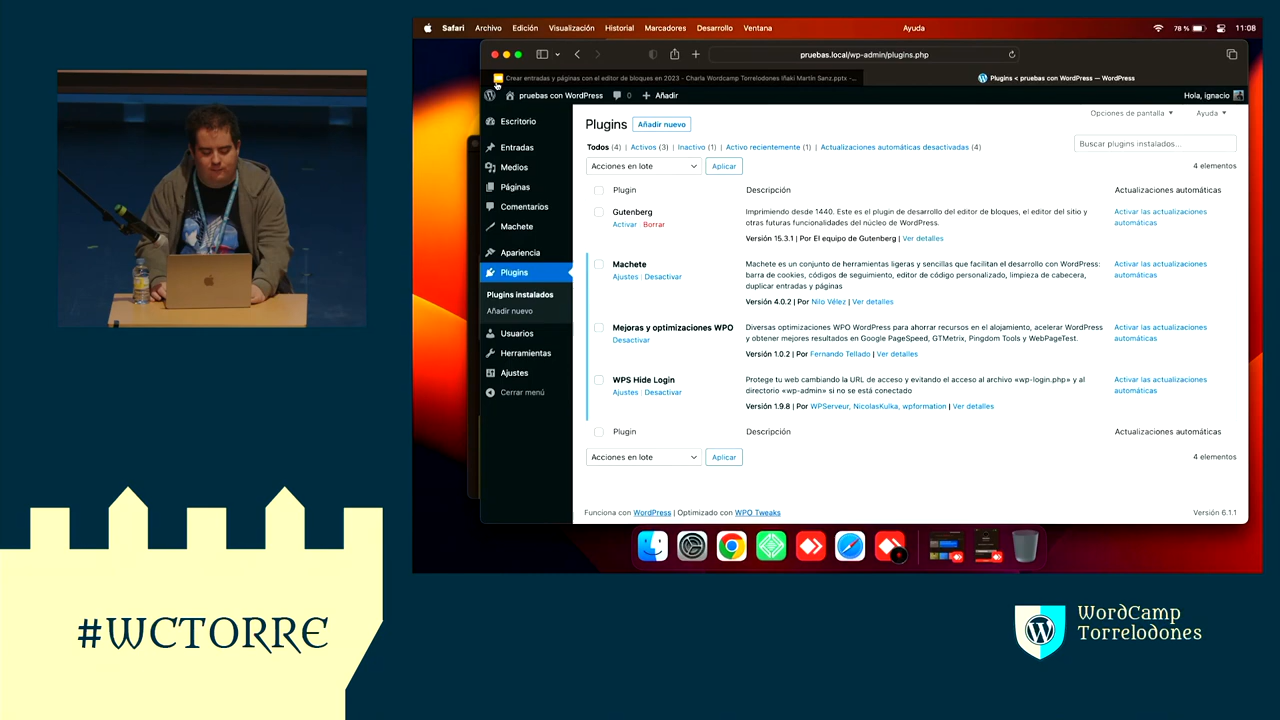 Safari Archivo Edición Visualización Historial Marcadores Desarrollo Ventana Ayuda 78 % 11:08
pruebas.local/wp-admin/plugins.php
Crear entradas y páginas con el editor de bloques en 2023 - Charla Wordcamp Torrelodones Iñaki Martín Sanz.pptx -...
Plugins < pruebas con WordPress — WordPress
pruebas con WordPress 0 Añadir Hola, ignacio
Escritorio
Entradas
Medios
Páginas
Comentarios
Machete
Apariencia
Plugins
Plugins instalados
Añadir nuevo
Usuarios
Herramientas
Ajustes
Cerrar menú
Opciones de pantalla Ayuda
Plugins Añadir nuevo
Todos (4) | Activos (3) | Inactivo (1) | Activo recientemente (1) | Actualizaciones automáticas desactivadas (4)
Buscar plugins instalados...
Acciones en lote Aplicar
4 elementos
Plugin Descripción Actualizaciones automáticas
Gutenberg
Activar | Borrar
Imprimiendo desde 1440. Este es el plugin de desarrollo del editor de bloques, el editor del sitio y
otras futuras funcionalidades del núcleo de WordPress.
Versión 15.3.1 | Por El equipo de Gutenberg | Ver detalles
Activar las actualizaciones
automáticas
Machete
Ajustes | Desactivar
Machete es un conjunto de herramientas ligeras y sencillas que facilitan el desarrollo con WordPress:
barra de cookies, códigos de seguimiento, editor de código personalizado, limpieza de cabecera,
duplicar entradas y páginas
Versión 4.0.2 | Por Nilo Vélez | Ver detalles
Activar las actualizaciones
automáticas
Mejoras y optimizaciones WPO
Desactivar
Diversas optimizaciones WPO WordPress para ahorrar recursos en el alojamiento, acelerar WordPress
y obtener mejores resultados en Google PageSpeed, GTMetrix, Pingdom Tools y WebPageTest.
Versión 1.0.2 | Por Fernando Tellado | Ver detalles
Activar las actualizaciones
automáticas
WPS Hide Login
Ajustes | Desactivar
Protege tu web cambiando la URL de acceso y evitando el acceso al archivo «wp-login.php» y al
directorio «wp-admin» si no se está conectado
Versión 1.9.8 | Por WPServeur, NicolasKulka, wpformation | Ver detalles
Activar las actualizaciones
automáticas
Plugin Descripción Actualizaciones automáticas
Acciones en lote Aplicar
4 elementos
Funciona con WordPress | Optimizado con WPO Tweaks
Versión 6.1.1
#WCTORRE
WordCamp
Torrelodones